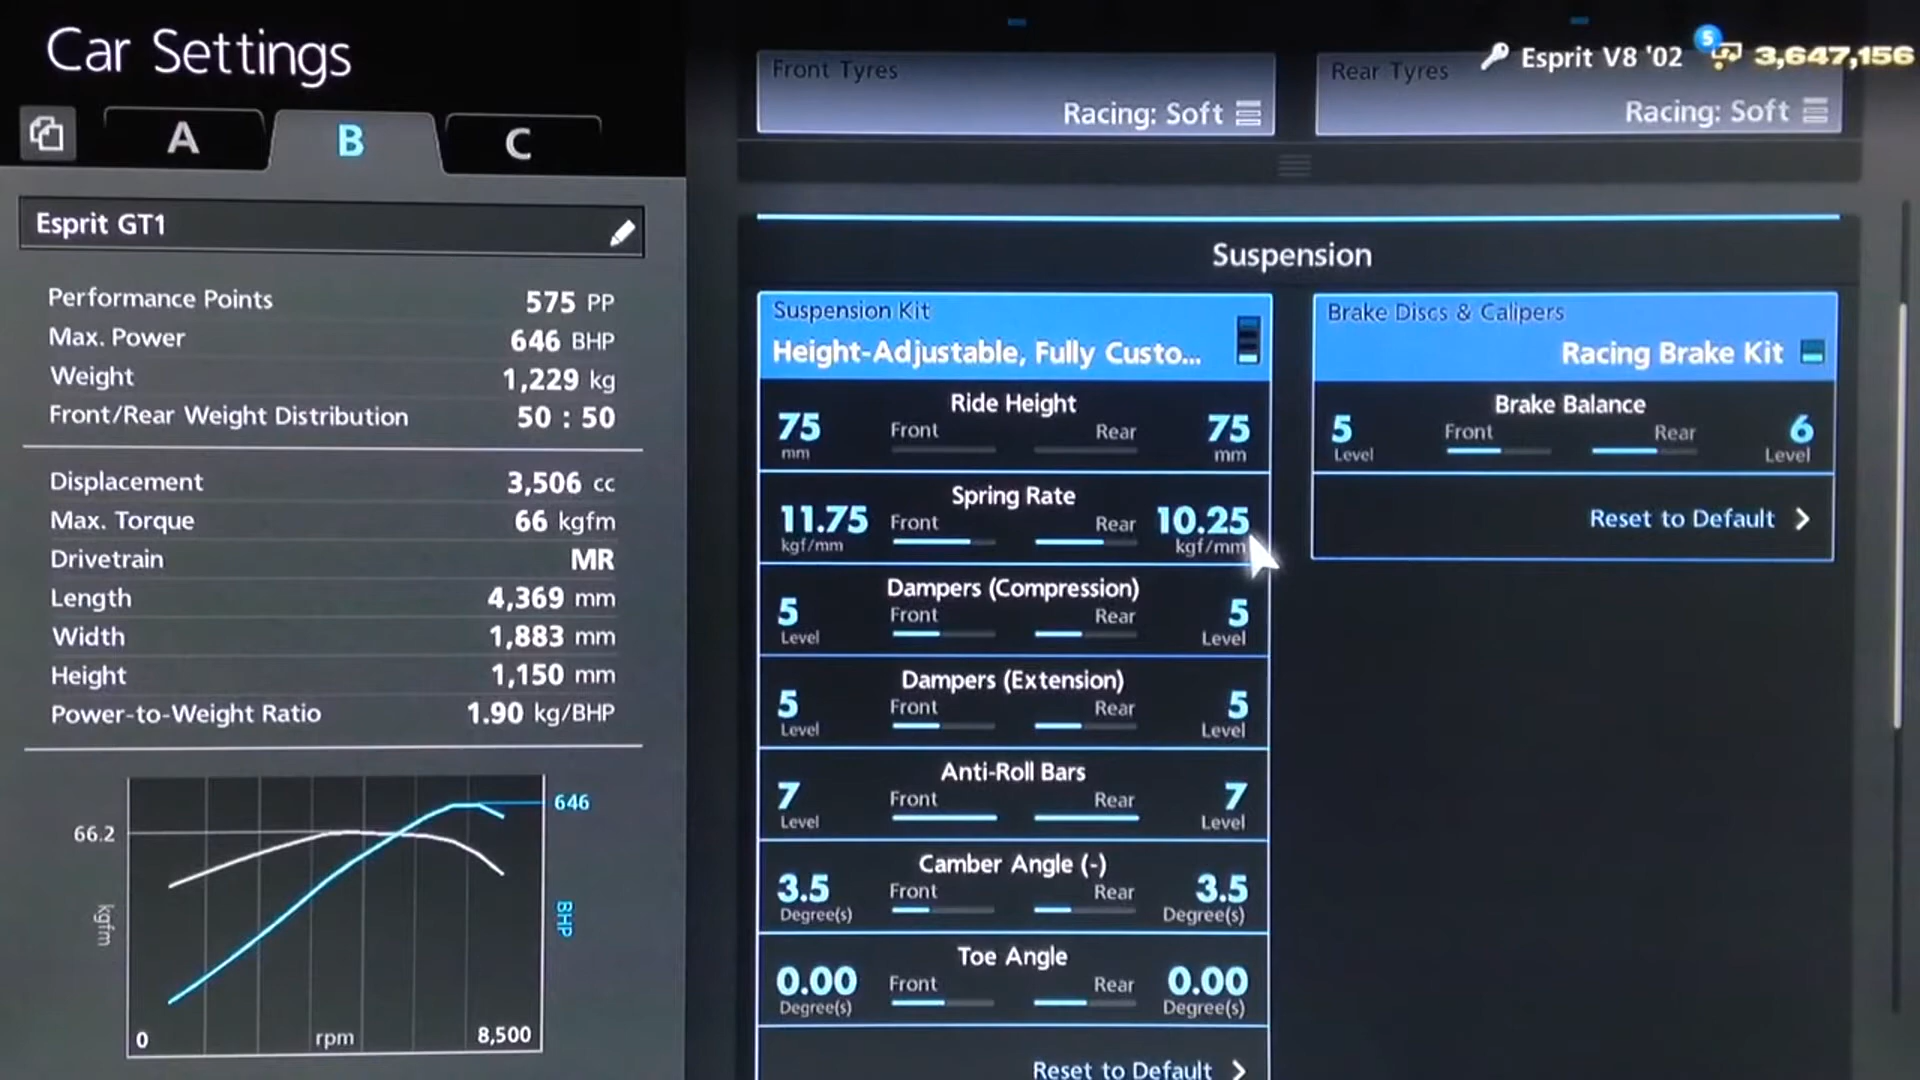 Car Settings
Esprit V8 '02
5
3,647,156
A
B
C
Esprit GT1
Performance Points 575 PP
Max. Power 646 BHP
Weight 1,229 kg
Front/Rear Weight Distribution 50 : 50
Displacement 3,506 cc
Max. Torque 66 kgfm
Drivetrain MR
Length 4,369 mm
Width 1,883 mm
Height 1,150 mm
Power-to-Weight Ratio 1.90 kg/BHP
646
66.2
kgfm
BHP
0 rpm 8,500
Front Tyres
Racing: Soft
Rear Tyres
Racing: Soft
Suspension
Suspension Kit
Height-Adjustable, Fully Custo...
Ride Height
75 mm Front Rear 75 mm
Spring Rate
11.75 kgf/mm Front Rear 10.25 kgf/mm
Dampers (Compression)
5 Level Front Rear 5 Level
Dampers (Extension)
5 Level Front Rear 5 Level
Anti-Roll Bars
7 Level Front Rear 7 Level
Camber Angle (-)
3.5 Degree(s) Front Rear 3.5 Degree(s)
Toe Angle
0.00 Degree(s) Front Rear 0.00 Degree(s)
Reset to Default
Brake Discs & Calipers
Racing Brake Kit
Brake Balance
5 Level Front Rear 6 Level
Reset to Default